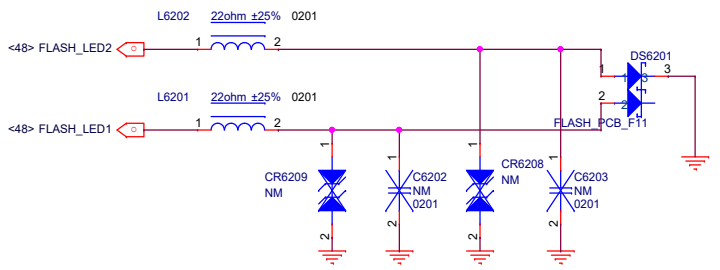 L6202 22ohm ±25% 0201
<48> FLASH_LED2 1 2
DS6201
1 1 3 3
L6201 22ohm ±25% 0201
2 2
<48> FLASH_LED1 1 2
FLASH_PCB_F11
1 1 1 1
CR6209 C6202 CR6208 C6203
NM NM NM NM
0201 0201
2 2 2 2